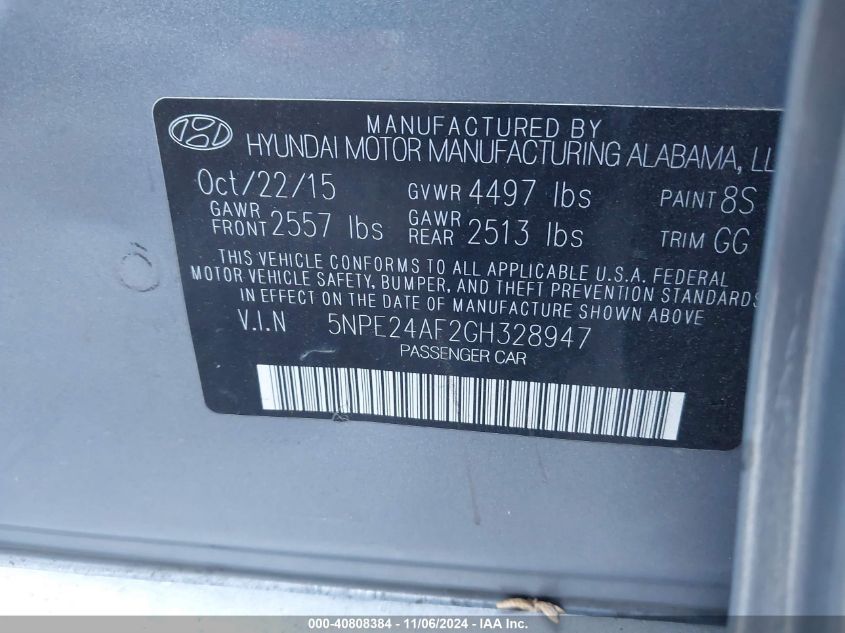 MANUFACTURED BY
HYUNDAI MOTOR MANUFACTURING ALABAMA, LL
Oct/22/15 GVWR 4497 lbs PAINT 8S
GAWR FRONT 2557 lbs GAWR REAR 2513 lbs TRIM GG
THIS VEHICLE CONFORMS TO ALL APPLICABLE U.S.A. FEDERAL
MOTOR VEHICLE SAFETY, BUMPER, AND THEFT PREVENTION STANDARDS
IN EFFECT ON THE DATE OF MANUFACTURE SHOWN ABOVE
V.I.N 5NPE24AF2GH328947
PASSENGER CAR
000-40808384 - 11/06/2024 - IAA Inc.